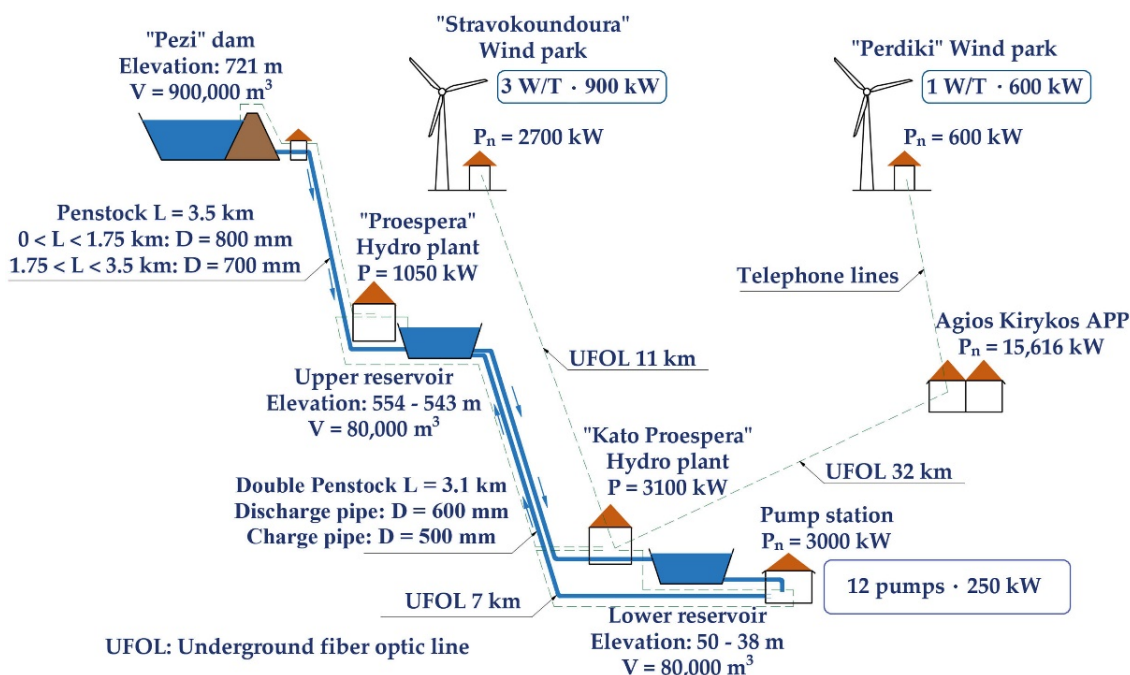 "Pezi" dam
Elevation: 721 m
V = 900,000 m³
"Stravokoundoura"
Wind park
3 W/T · 900 kW
Pₙ = 2700 kW
"Perdiki" Wind park
1 W/T · 600 kW
Pₙ = 600 kW
Penstock L = 3.5 km
0 < L < 1.75 km: D = 800 mm
1.75 < L < 3.5 km: D = 700 mm
"Proespera"
Hydro plant
P = 1050 kW
Telephone lines
Agios Kirykos APP
Pₙ = 15,616 kW
UFOL 11 km
Upper reservoir
Elevation: 554 - 543 m
V = 80,000 m³
"Kato Proespera"
Hydro plant
P = 3100 kW
UFOL 32 km
Double Penstock L = 3.1 km
Discharge pipe: D = 600 mm
Charge pipe: D = 500 mm
Pump station
Pₙ = 3000 kW
12 pumps · 250 kW
UFOL 7 km
Lower reservoir
Elevation: 50 - 38 m
V = 80,000 m³
UFOL: Underground fiber optic line